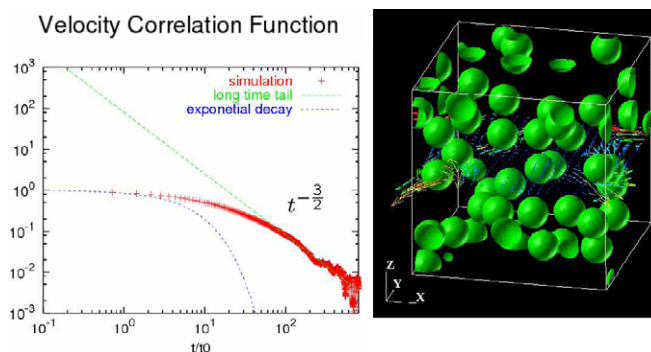 Velocity Correlation Function
10^3
10^2
10^1
10^0
10^-1
10^-2
10^-3
simulation
long time tail
exponetial decay
t^-3/2
10^-1
10^0
10^1
10^2
t/t0
Z
Y
X